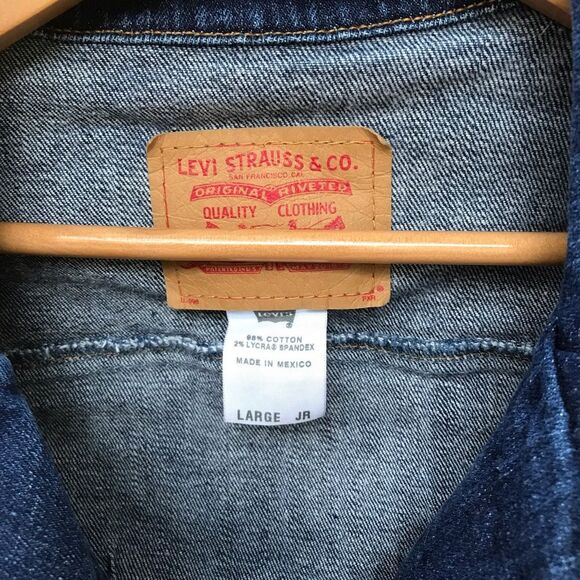 LEVI STRAUSS & CO.
SAN FRANCISCO, CAL.
ORIGINAL RIVETED
QUALITY CLOTHING
Levi's
98% COTTON
2% LYCRA® SPANDEX
MADE IN MEXICO
LARGE JR